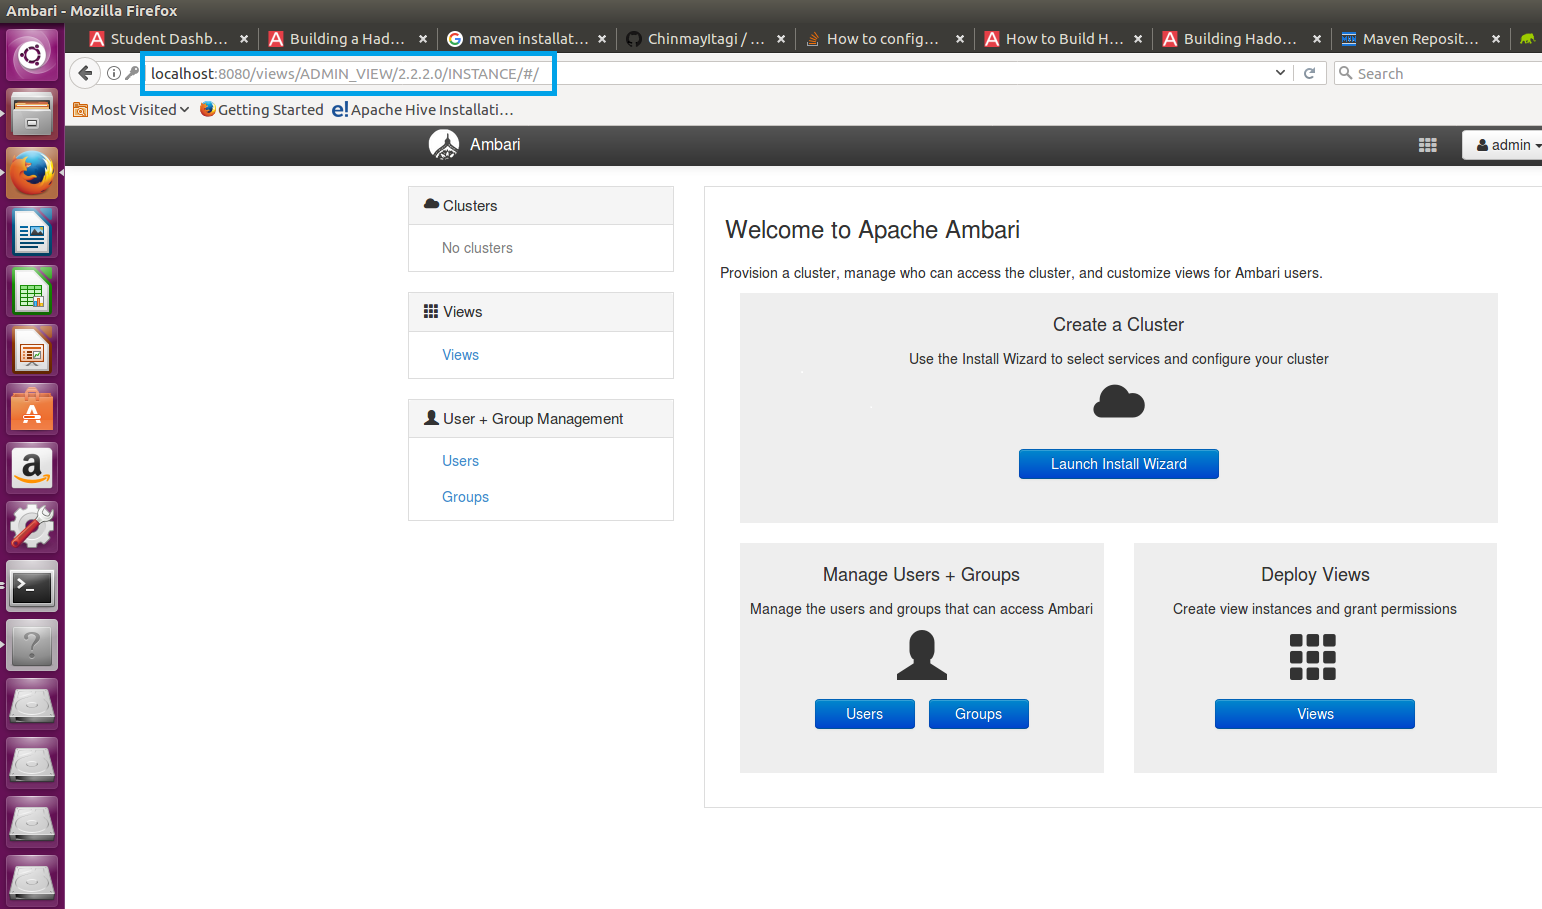 Ambari - Mozilla Firefox
Student Dashb... × Building a Had... × maven installat... × ChinmayItagi / ... × How to config... × How to Build H... × Building Hado... × Maven Reposit... ×
localhost:8080/views/ADMIN_VIEW/2.2.2.0/INSTANCE/#/ Search
Most Visited Getting Started e! Apache Hive Installati...
Ambari admin
Clusters
No clusters
Views
Views
User + Group Management
Users
Groups
Welcome to Apache Ambari
Provision a cluster, manage who can access the cluster, and customize views for Ambari users.
Create a Cluster
Use the Install Wizard to select services and configure your cluster
Launch Install Wizard
Manage Users + Groups
Manage the users and groups that can access Ambari
Users Groups
Deploy Views
Create view instances and grant permissions
Views